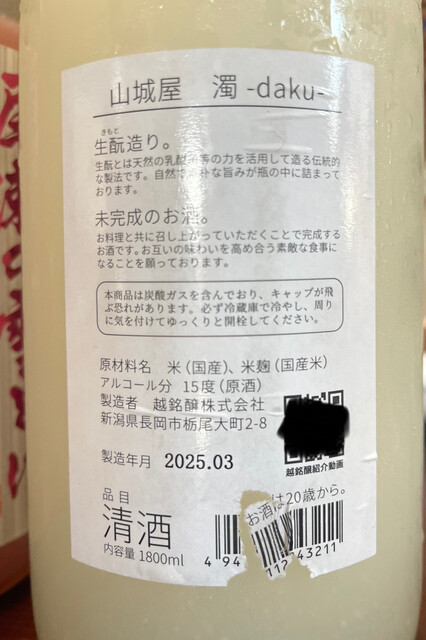 山城屋 濁 -daku-
きもと
生酛造り。
生酛とは天然の乳酸 等の力を活用して造る伝統的
な製法です。自然 朴な旨みが瓶の中に詰まって
おります。
未完成のお酒。
お料理と共に召し上がっていただくことで完成する
お酒です。お互いの味わいを高め合う素敵な食事に
なることを願っております。
本商品は炭酸ガスを含んでおり、キャップが飛
ぶ恐れがあります。必ず冷蔵庫で冷やし、周り
に気を付けてゆっくりと開栓してください。
原材料名 米（国産）、米麹（国産米）
アルコール分 15度（原酒）
製造者 越銘醸株式会社
新潟県長岡市栃尾大町2-8
越銘醸紹介動画
製造年月 2025.03
お酒は20歳から。
品目
清酒
内容量 1800ml
4 94 112 43211